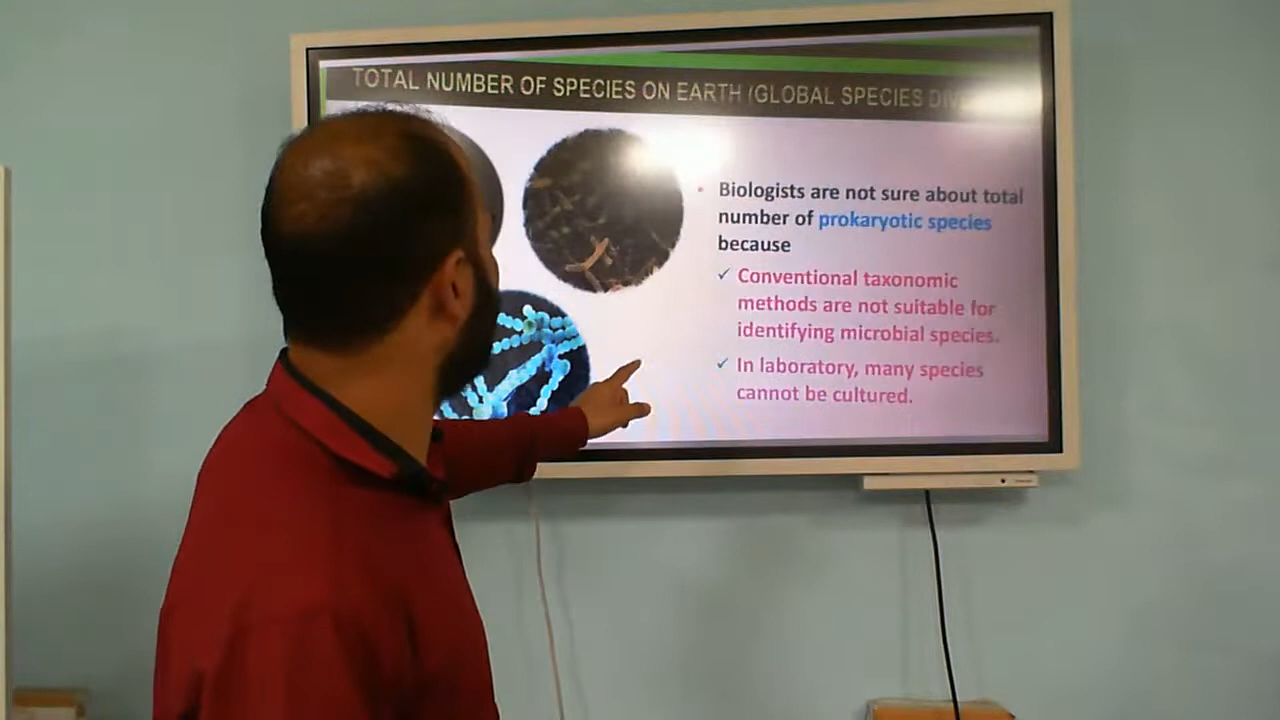 TOTAL NUMBER OF SPECIES ON EARTH (GLOBAL SPECIES
Biologists are not sure about total
number of prokaryotic species
because
✓ Conventional taxonomic
methods are not suitable for
identifying microbial species.
✓ In laboratory, many species
cannot be cultured.